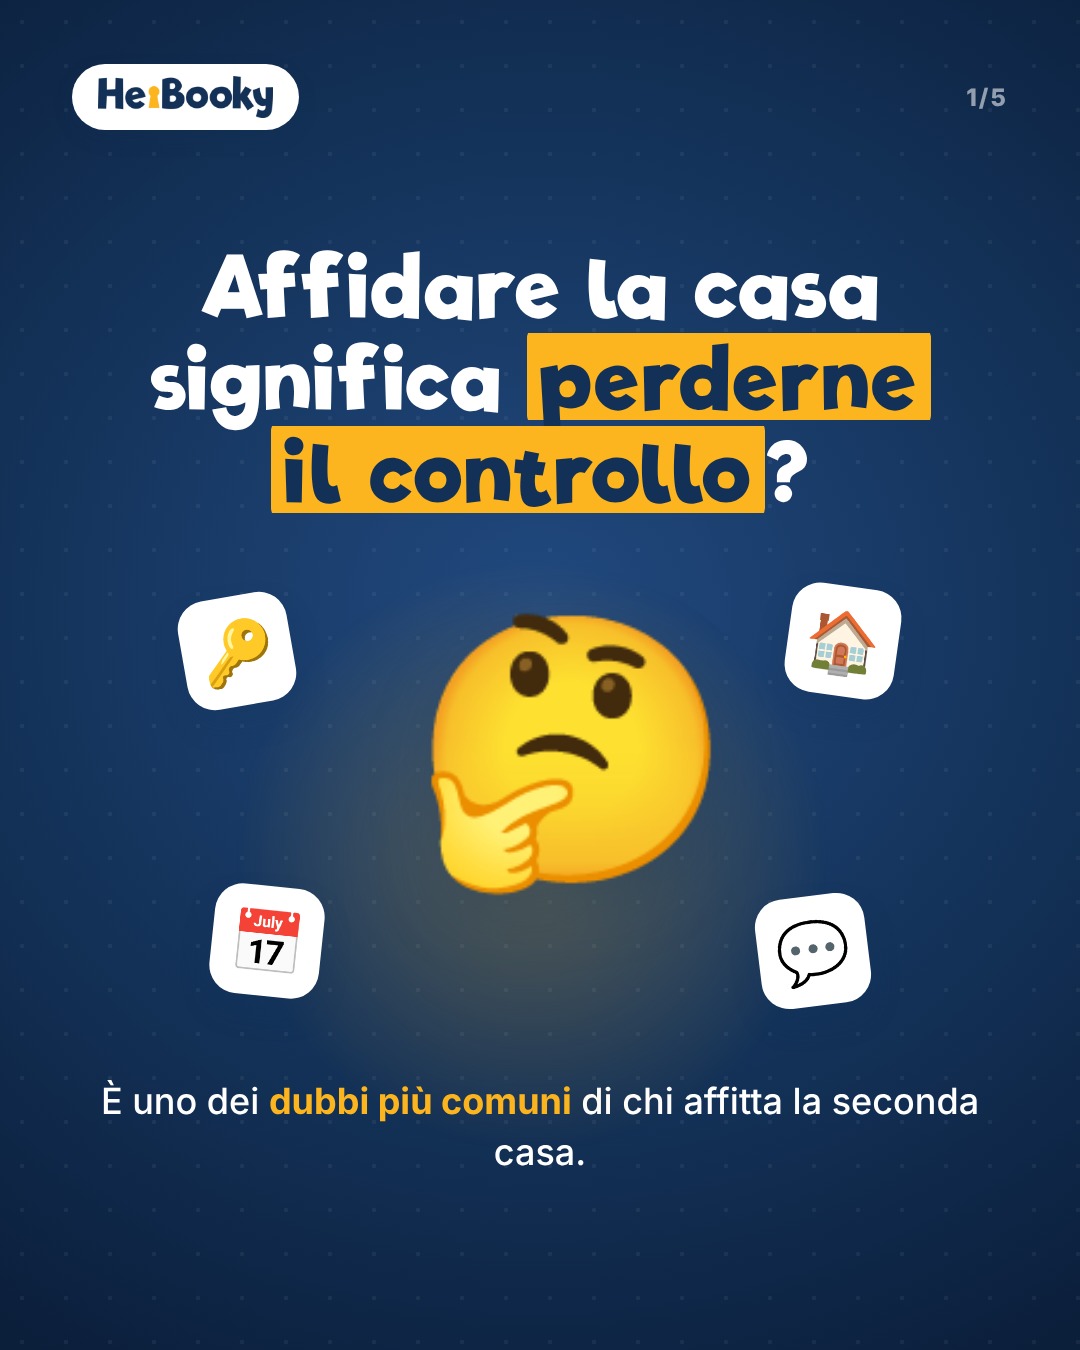 HeiBooky
1/5
Affidare la casa
significa perderne
il controllo?
July
17
È uno dei dubbi più comuni di chi affitta la seconda
casa.